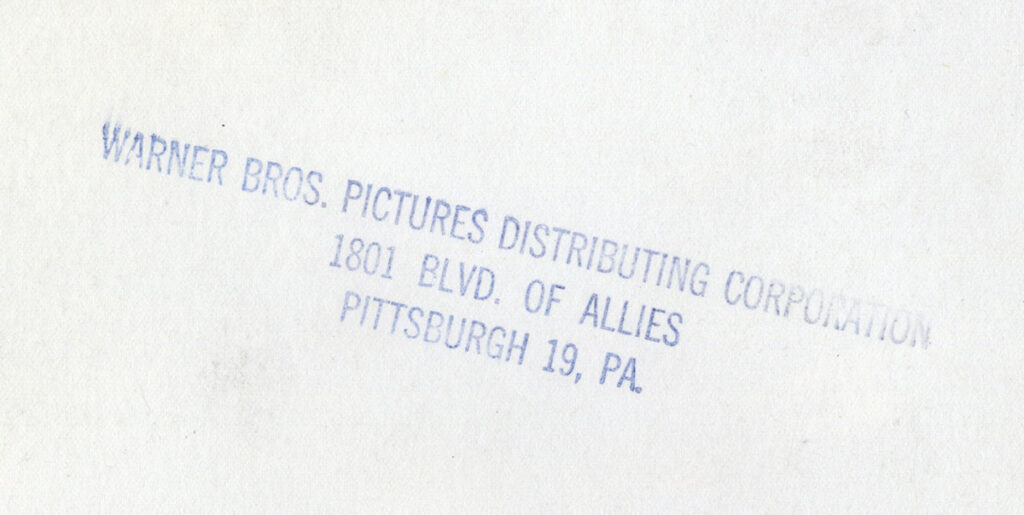 WARNER BROS. PICTURES DISTRIBUTING CORPORATION
1801 BLVD. OF ALLIES
PITTSBURGH 19, PA.